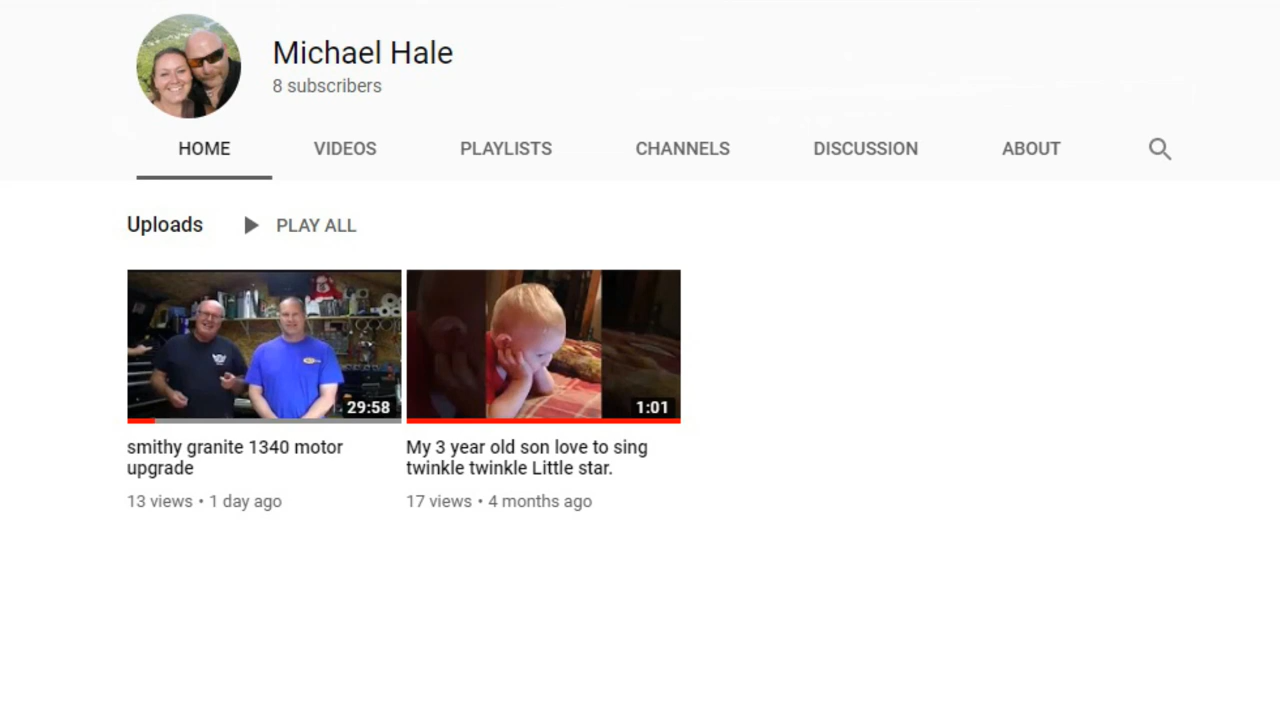 Michael Hale
8 subscribers
HOME VIDEOS PLAYLISTS CHANNELS DISCUSSION ABOUT
Uploads PLAY ALL
29:58
1:01
smithy granite 1340 motor
upgrade
13 views • 1 day ago
My 3 year old son love to sing
twinkle twinkle Little star.
17 views • 4 months ago